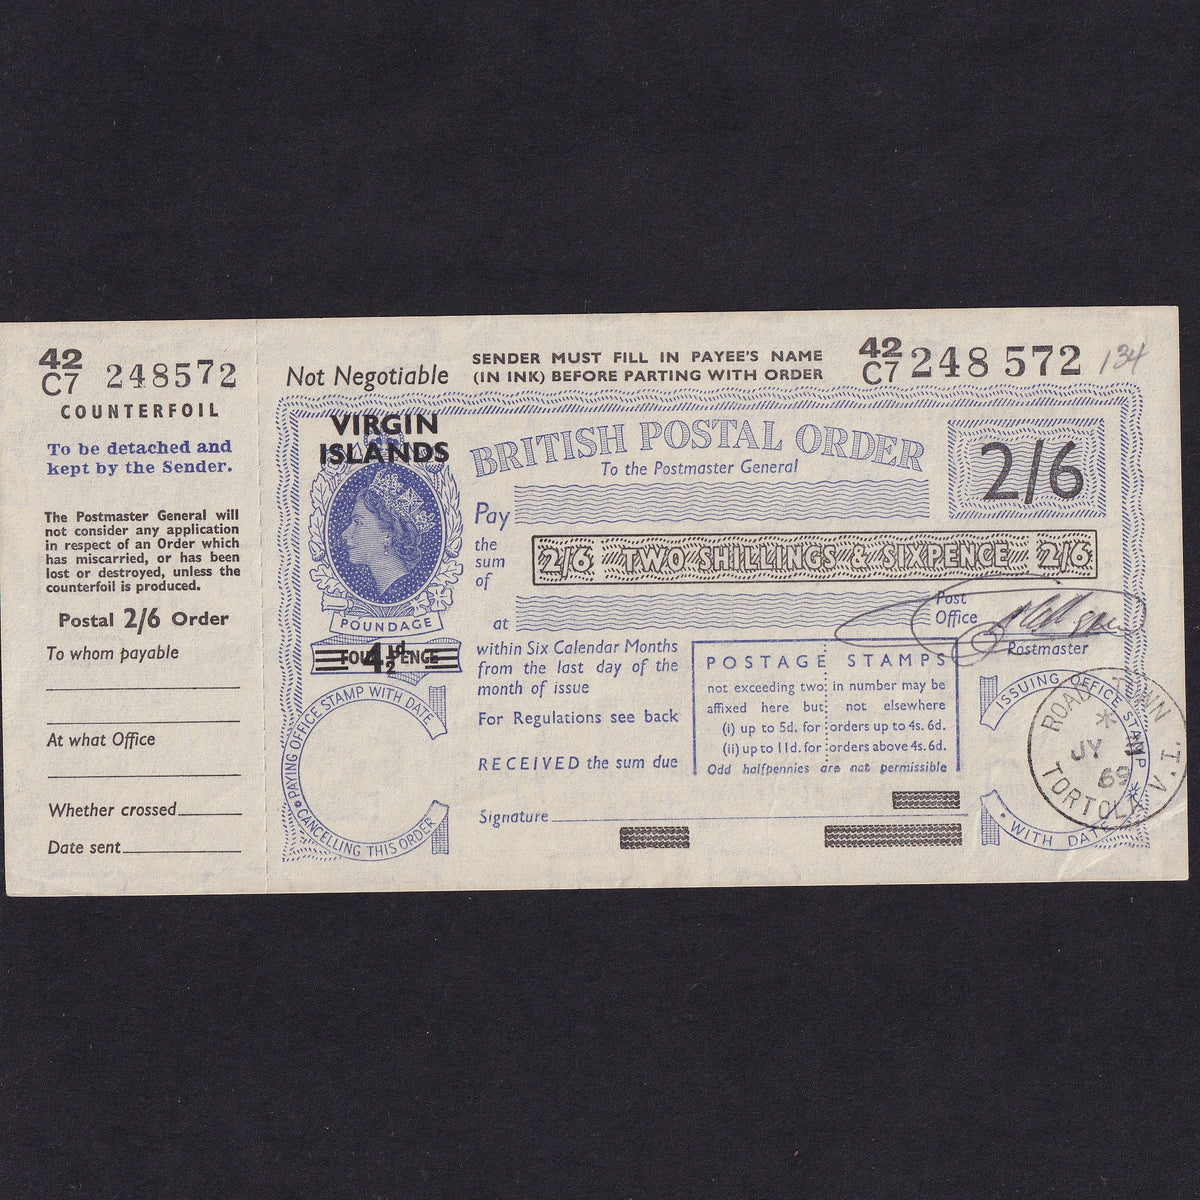 42
C7 248572
COUNTERFOIL
To be detached and
kept by the Sender.
The Postmaster General will
not consider any application
in respect of an Order which
has miscarried, or has been
lost or destroyed, unless the
counterfoil is produced.
Postal 2/6 Order
To whom payable
At what Office
Whether crossed
Date sent
Not Negotiable
SENDER MUST FILL IN PAYEE'S NAME
(IN INK) BEFORE PARTING WITH ORDER
42
C7 248572 134
VIRGIN
ISLANDS
POUNDAGE
FOURPENCE
4½d.
BRITISH POSTAL ORDER
To the Postmaster General
2/6
Pay
the
sum
of
2/6 TWO SHILLINGS & SIXPENCE 2/6
at
Post
Office
Postmaster
within Six Calendar Months
from the last day of the
month of issue
For Regulations see back
RECEIVED the sum due
Signature
POSTAGE STAMPS
not exceeding two in number may be
affixed here but not elsewhere
(i) up to 5d. for orders up to 4s. 6d.
(ii) up to 11d. for orders above 4s. 6d.
Odd halfpennies are not permissible
PAYING OFFICE STAMP WITH DATE
CANCELLING THIS ORDER
ISSUING OFFICE STAMP
WITH DATE
ROAD TOWN
JY
69
TORTOLA